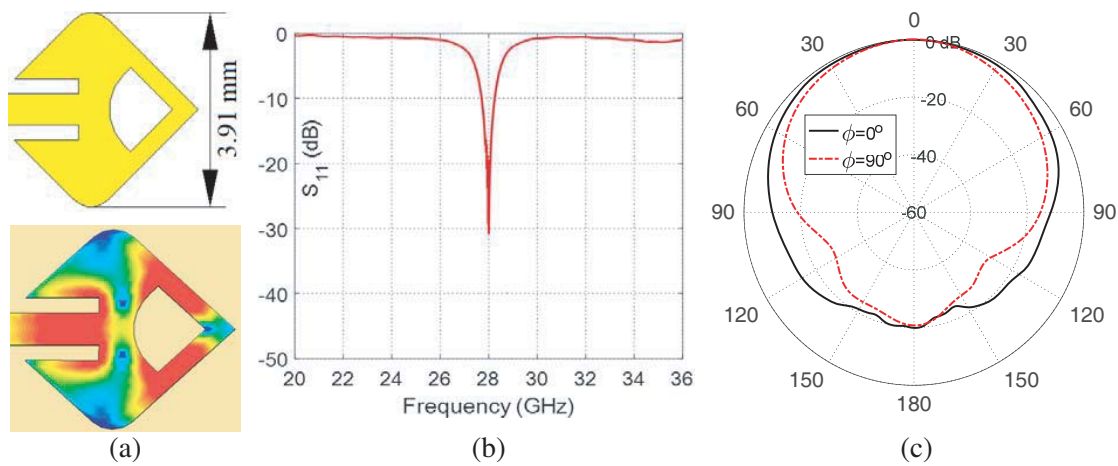 3.91 mm
(a)
0
-10
-20
-30
-40
-50
S11 (dB)
20 22 24 26 28 30 32 34 36
Frequency (GHz)
(b)
0
30 0 dB 30
60 -20 60
ϕ=0º
ϕ=90º
-40
90 -60 90
120 120
150 150
180
(c)